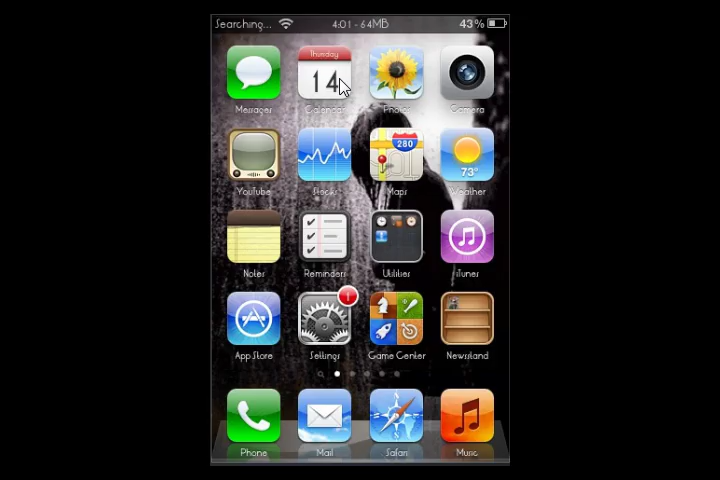 Searching... 4:01 - 64MB 43%
Thursday
14
Messages Calendar Photos Camera
280
73°
YouTube Stocks Maps Weather
Notes Reminders Utilities iTunes
1
App Store Settings Game Center Newsstand
Phone Mail Safari Music